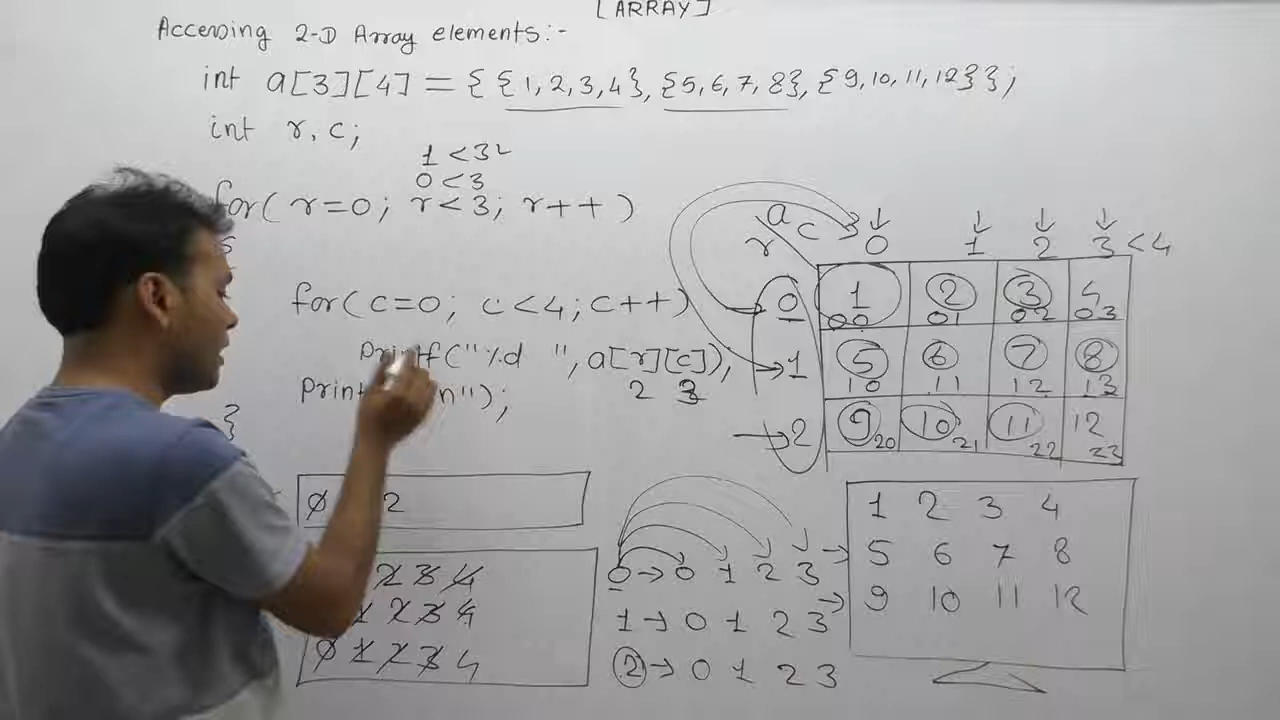 [ARRAY]
Accessing 2-D Array elements:-
int a[3][4] = { { 1, 2, 3, 4 }, { 5, 6, 7, 8 }, { 9, 10, 11, 12 } };
int r, c;
1 < 3
0 < 3
for( r=0; r<3; r++ )
for( c=0; c<4; c++ )
printf("%d ", a[r][c]);
2 3
n");
}
a
r c 0 1 2 3 < 4
0 1 2 3 4
00 01 02 03
1 5 6 7 8
10 11 12 13
2 9 10 11 12
20 21 22 23
0 2
2 3 4
1 2 3 4
0 1 2 3 4
0 → 0 1 2 3
1 → 0 1 2 3
2 → 0 1 2 3
1 2 3 4
5 6 7 8
9 10 11 12